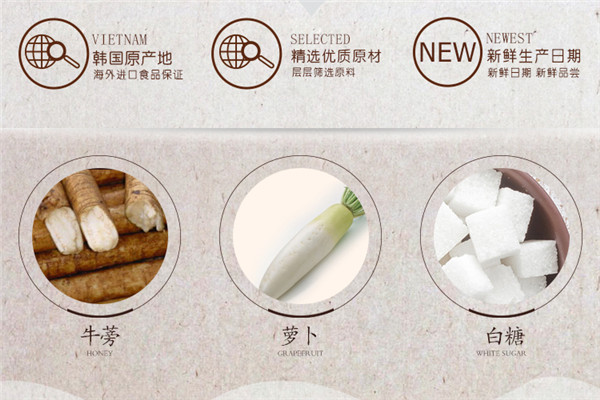 VIETNAM
韩国原产地
海外进口食品保证
SELECTED
精选优质原材
层层筛选原料
NEW
NEWEST
新鲜生产日期
新鲜日期 新鲜品尝
牛蒡
HONEY
萝卜
GRAPEFRUIT
白糖
WHITE SUGAR